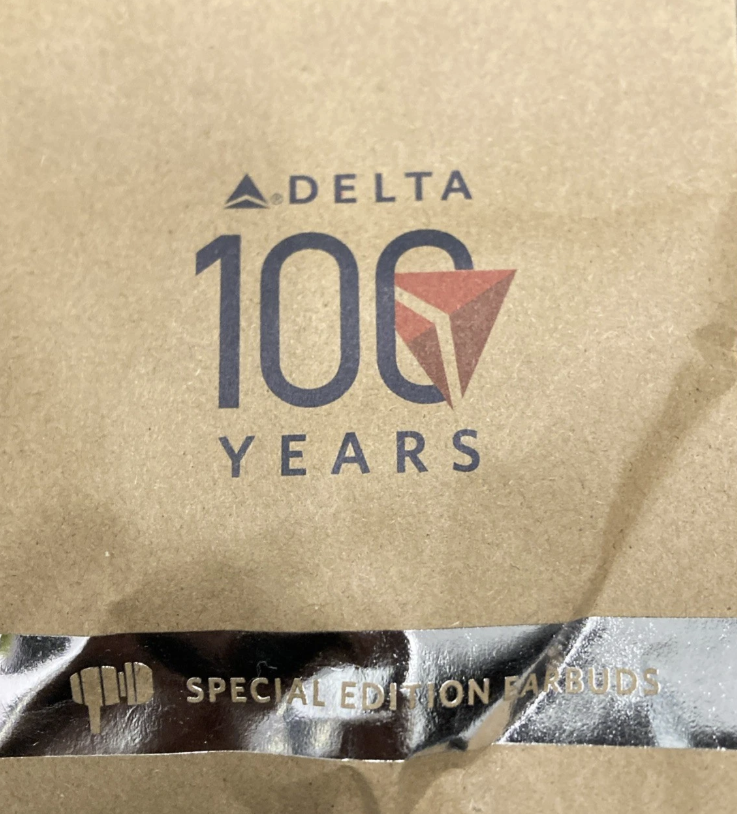 ® DELTA
100
YEARS
SPECIAL EDITION EARBUDS